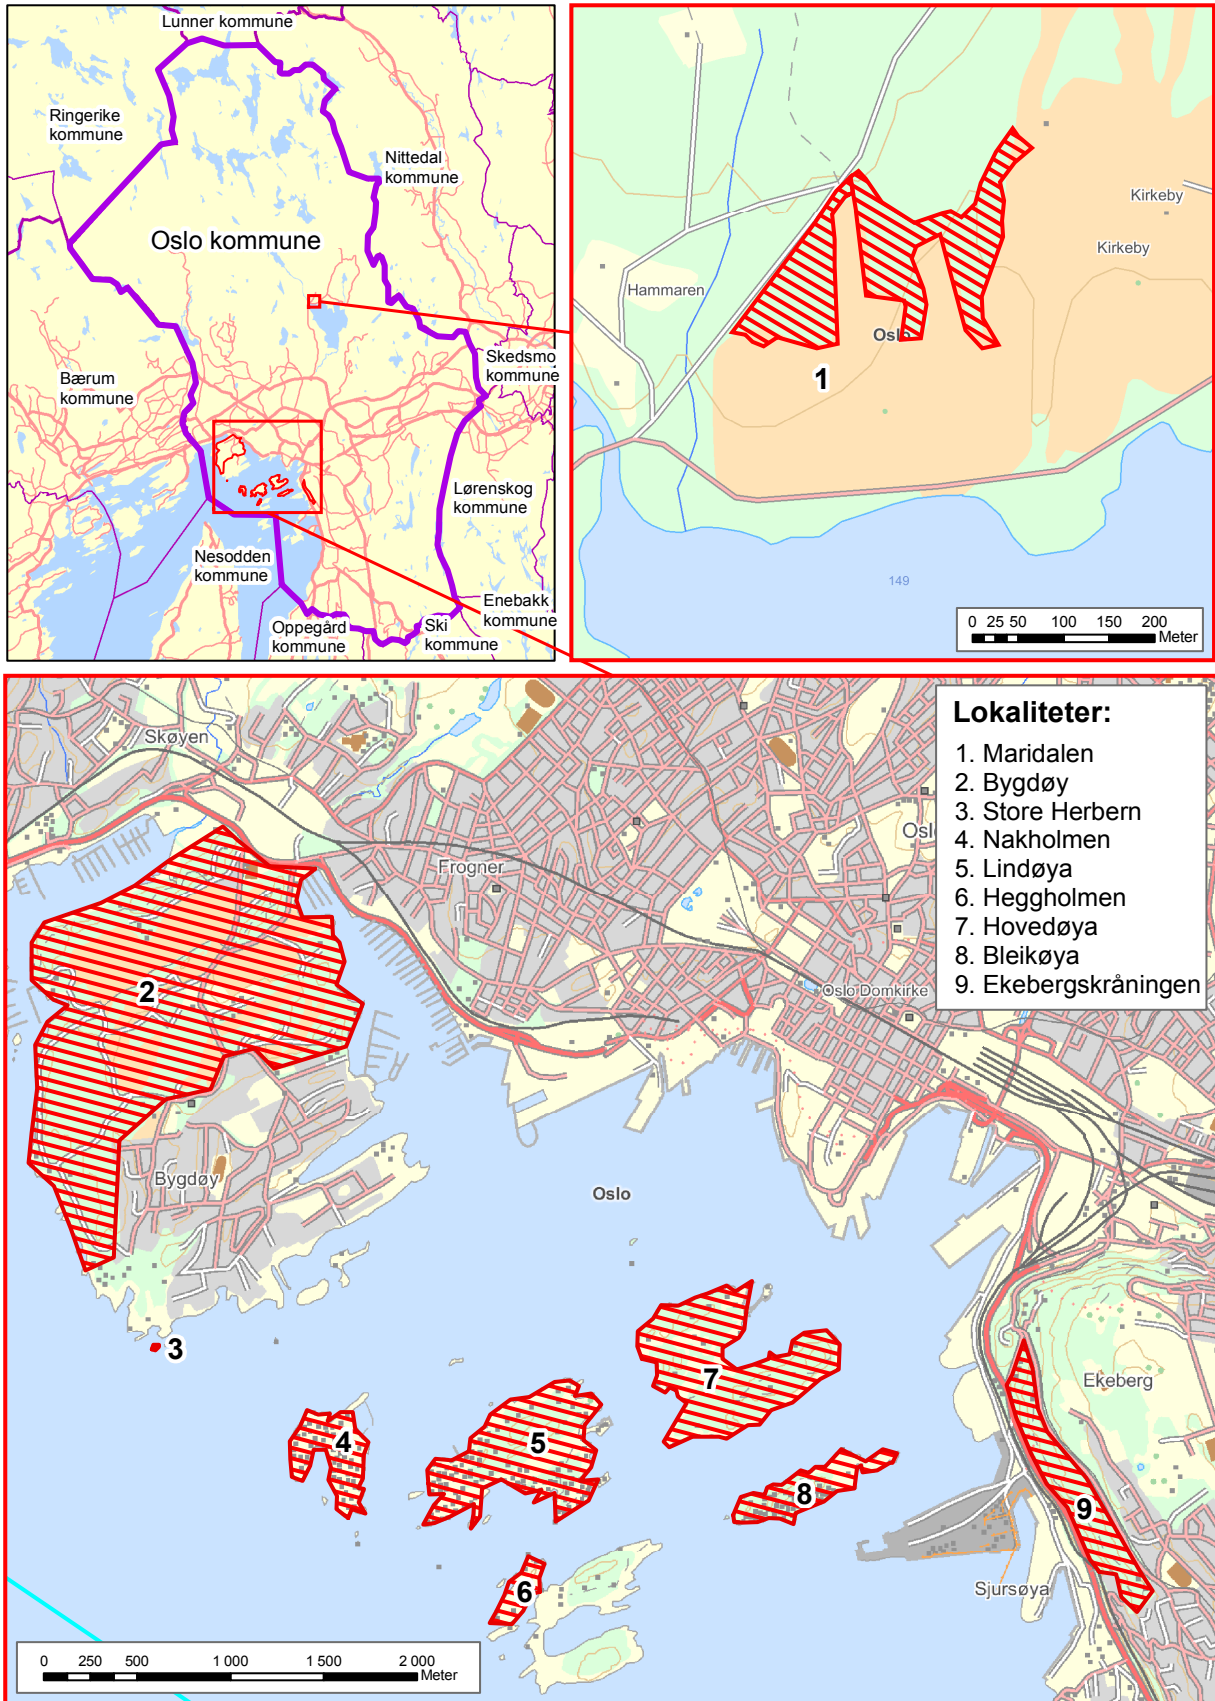 Lunner kommune
Ringerike
kommune
Nittedal
kommune
Oslo kommune
Bærum
kommune
Skedsmo
kommune
Lørenskog
kommune
Nesodden
kommune
Enebakk
kommune
Oppegård
kommune
Ski
kommune
Kirkeby
Kirkeby
Hammaren
Oslo
1
149
0 25 50 100 150 200
Meter
Lokaliteter:
1. Maridalen
2. Bygdøy
3. Store Herbern
4. Nakholmen
5. Lindøya
6. Heggholmen
7. Hovedøya
8. Bleikøya
9. Ekebergskråningen
Skøyen
Frogner
Oslo Domkirke
2
Bygdøy
Oslo
3
7
Ekeberg
4
5
8
9
6
Sjursøya
0 250 500 1 000 1 500 2 000
Meter